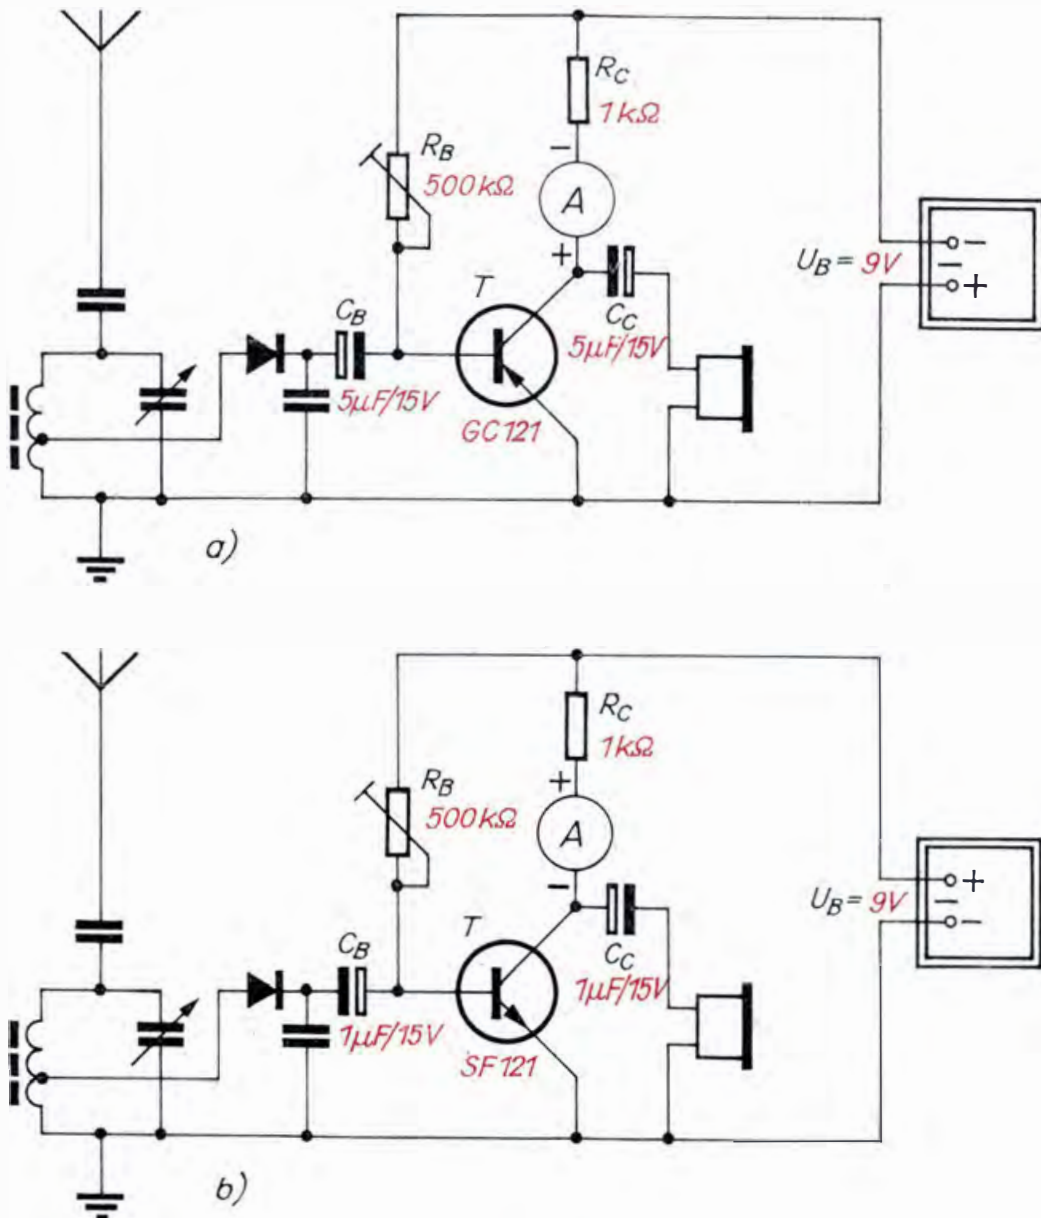 R_C
1kΩ
−
R_B
500kΩ
A
+
−
U_B = 9V
+
T
C_B
C_C
5µF/15V
5µF/15V
GC121
a)
R_C
1kΩ
+
R_B
500kΩ
A
−
+
U_B = 9V
−
T
C_B
C_C
1µF/15V
1µF/15V
SF121
b)